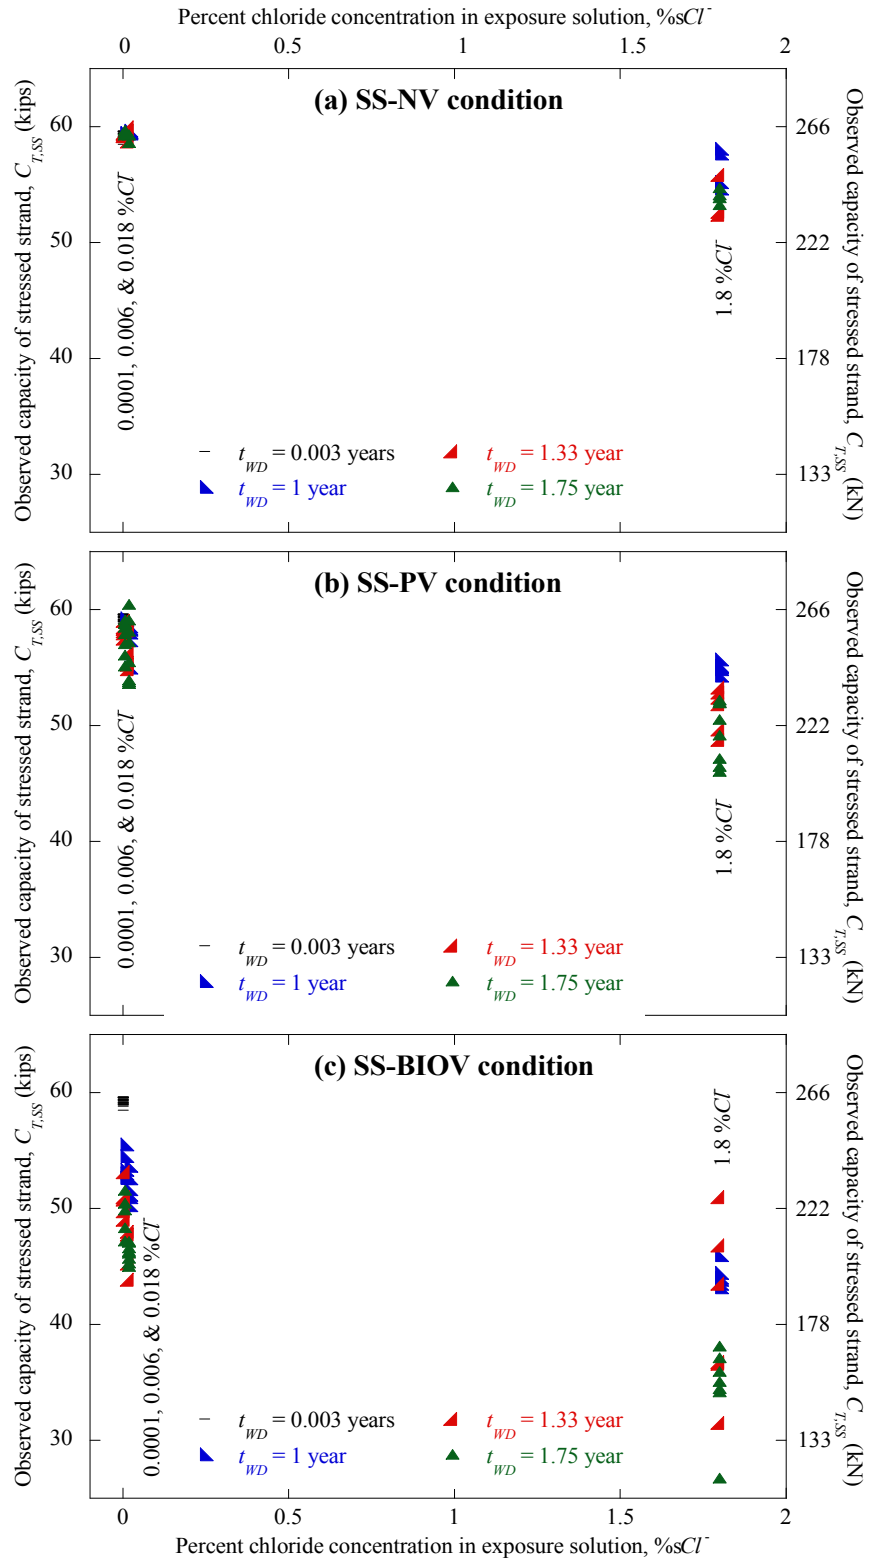 Percent chloride concentration in exposure solution, %sCl⁻
0 0.5 1 1.5 2
Observed capacity of stressed strand, C_T,SS (kips)
60
50
40
30
(a) SS-NV condition
0.0001, 0.006, & 0.018 %Cl⁻
1.8 %Cl⁻
t_WD = 0.003 years
t_WD = 1.33 year
t_WD = 1 year
t_WD = 1.75 year
266
222
178
133
Observed capacity of stressed strand, C_T,SS (kN)
Observed capacity of stressed strand, C_T,SS (kips)
60
50
40
30
(b) SS-PV condition
0.0001, 0.006, & 0.018 %Cl⁻
1.8 %Cl⁻
t_WD = 0.003 years
t_WD = 1.33 year
t_WD = 1 year
t_WD = 1.75 year
266
222
178
133
Observed capacity of stressed strand, C_T,SS (kN)
Observed capacity of stressed strand, C_T,SS (kips)
60
50
40
30
(c) SS-BIOV condition
0.0001, 0.006, & 0.018 %Cl⁻
1.8 %Cl⁻
t_WD = 0.003 years
t_WD = 1.33 year
t_WD = 1 year
t_WD = 1.75 year
266
222
178
133
Observed capacity of stressed strand, C_T,SS (kN)
0 0.5 1 1.5 2
Percent chloride concentration in exposure solution, %sCl⁻